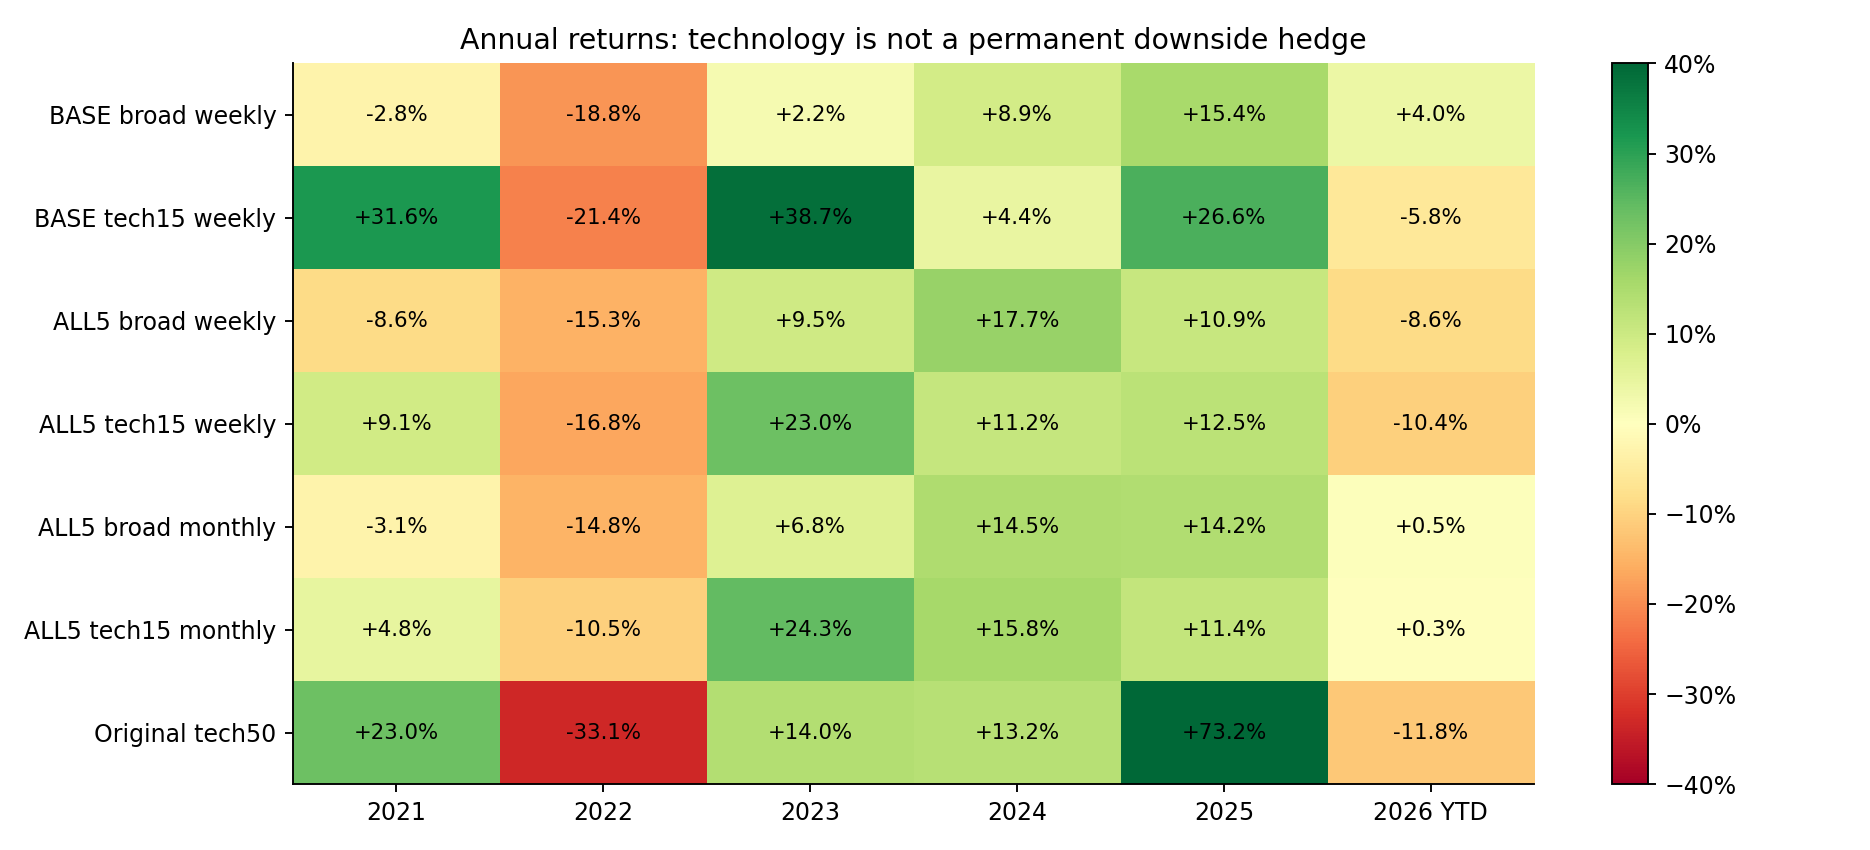 Annual returns: technology is not a permanent downside hedge
BASE broad weekly -2.8% -18.8% +2.2% +8.9% +15.4% +4.0%
BASE tech15 weekly +31.6% -21.4% +38.7% +4.4% +26.6% -5.8%
ALL5 broad weekly -8.6% -15.3% +9.5% +17.7% +10.9% -8.6%
ALL5 tech15 weekly +9.1% -16.8% +23.0% +11.2% +12.5% -10.4%
ALL5 broad monthly -3.1% -14.8% +6.8% +14.5% +14.2% +0.5%
ALL5 tech15 monthly +4.8% -10.5% +24.3% +15.8% +11.4% +0.3%
Original tech50 +23.0% -33.1% +14.0% +13.2% +73.2% -11.8%
2021 2022 2023 2024 2025 2026 YTD
40%
30%
20%
10%
0%
−10%
−20%
−30%
−40%